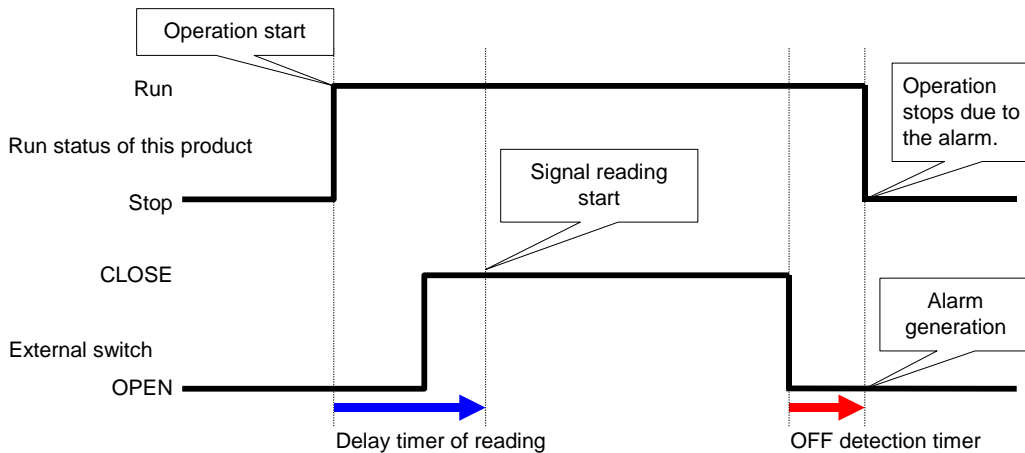 Operation start
Run
Operation
stops due to
the alarm.
Run status of this product
Signal reading
start
Stop
CLOSE
Alarm
generation
External switch
OPEN
Delay timer of reading
OFF detection timer